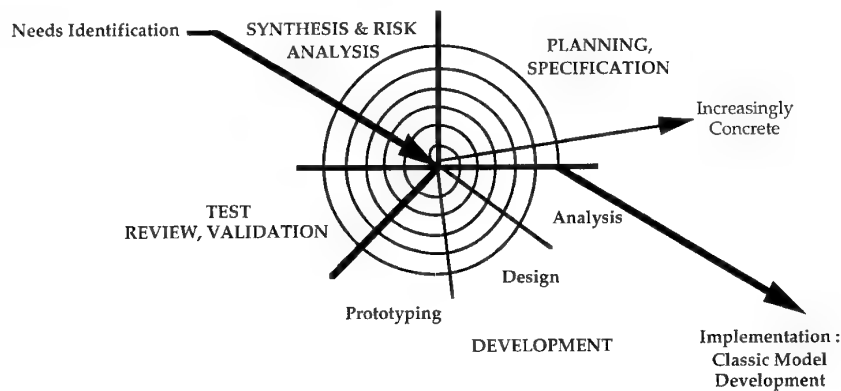 Needs Identification
SYNTHESIS & RISK
ANALYSIS
PLANNING,
SPECIFICATION
Increasingly
Concrete
TEST
REVIEW, VALIDATION
Analysis
Design
Prototyping
DEVELOPMENT
Implementation :
Classic Model
Development